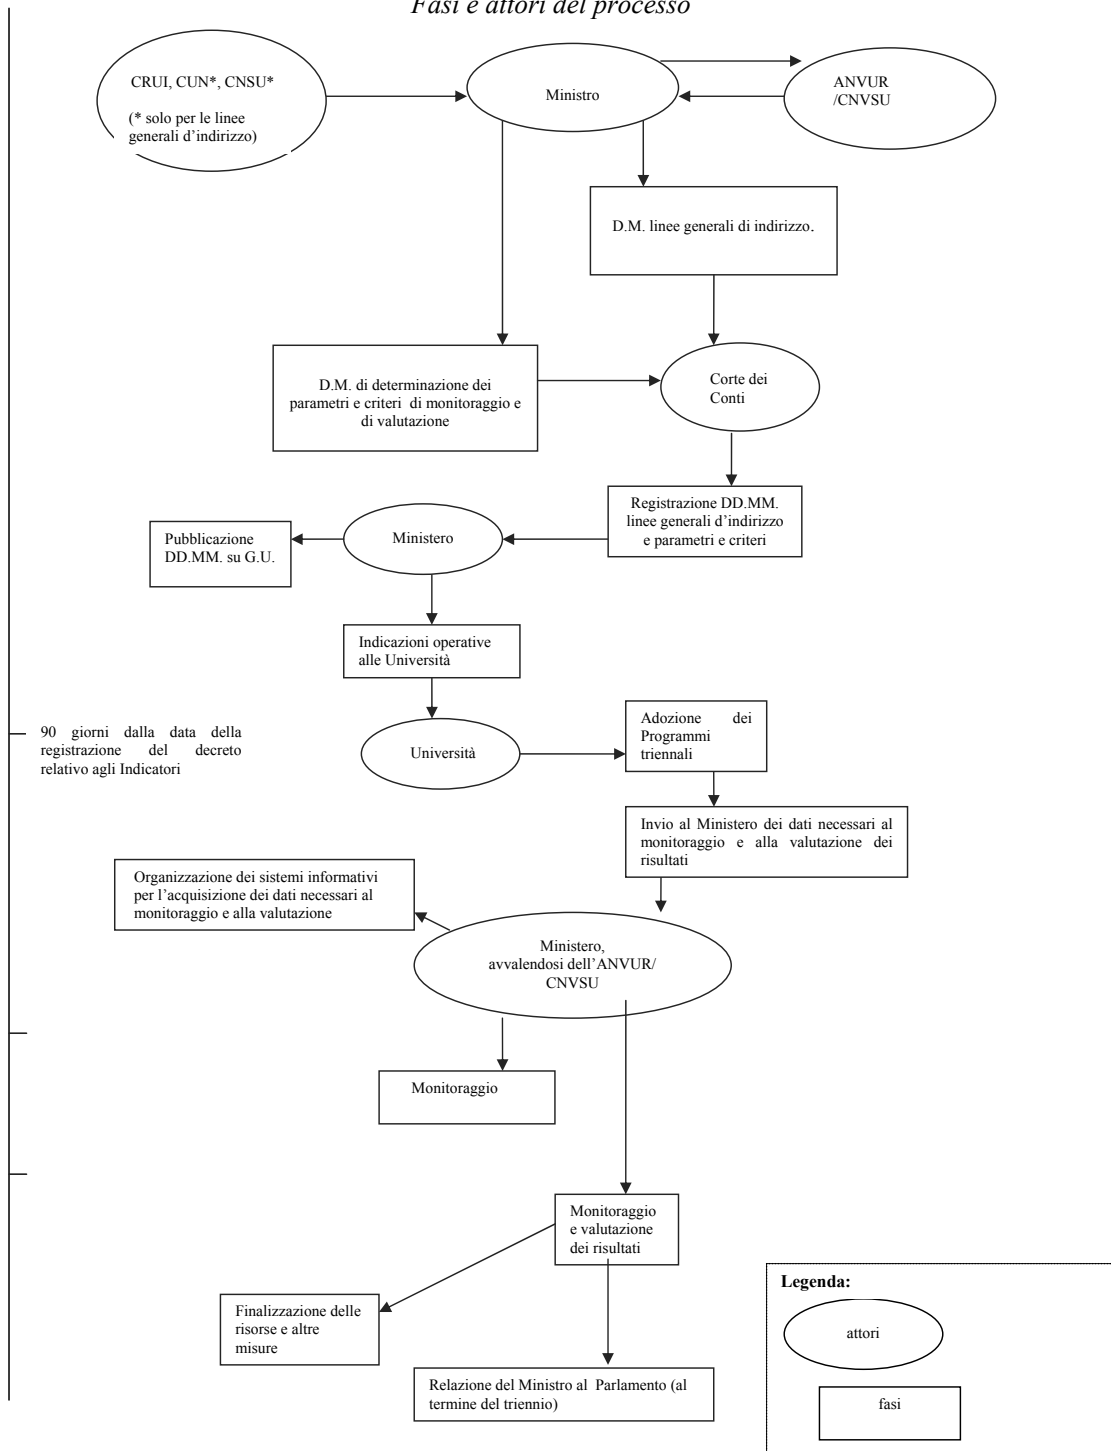 Fasi e attori del processo
CRUI, CUN*, CNSU*
(* solo per le linee
generali d’indirizzo)
Ministro
ANVUR
/CNVSU
D.M. linee generali di indirizzo.
D.M. di determinazione dei
parametri e criteri di monitoraggio e
di valutazione
Corte dei
Conti
Registrazione DD.MM.
linee generali d’indirizzo
e parametri e criteri
Ministero
Pubblicazione
DD.MM. su G.U.
Indicazioni operative
alle Università
90 giorni dalla data della
registrazione del decreto
relativo agli Indicatori
Università
Adozione dei
Programmi
triennali
Invio al Ministero dei dati necessari al
monitoraggio e alla valutazione dei
risultati
Organizzazione dei sistemi informativi
per l’acquisizione dei dati necessari al
monitoraggio e alla valutazione
Ministero,
avvalendosi dell’ANVUR/
CNVSU
Monitoraggio
Monitoraggio
e valutazione
dei risultati
Finalizzazione delle
risorse e altre
misure
Relazione del Ministro al Parlamento (al
termine del triennio)
Legenda:
attori
fasi